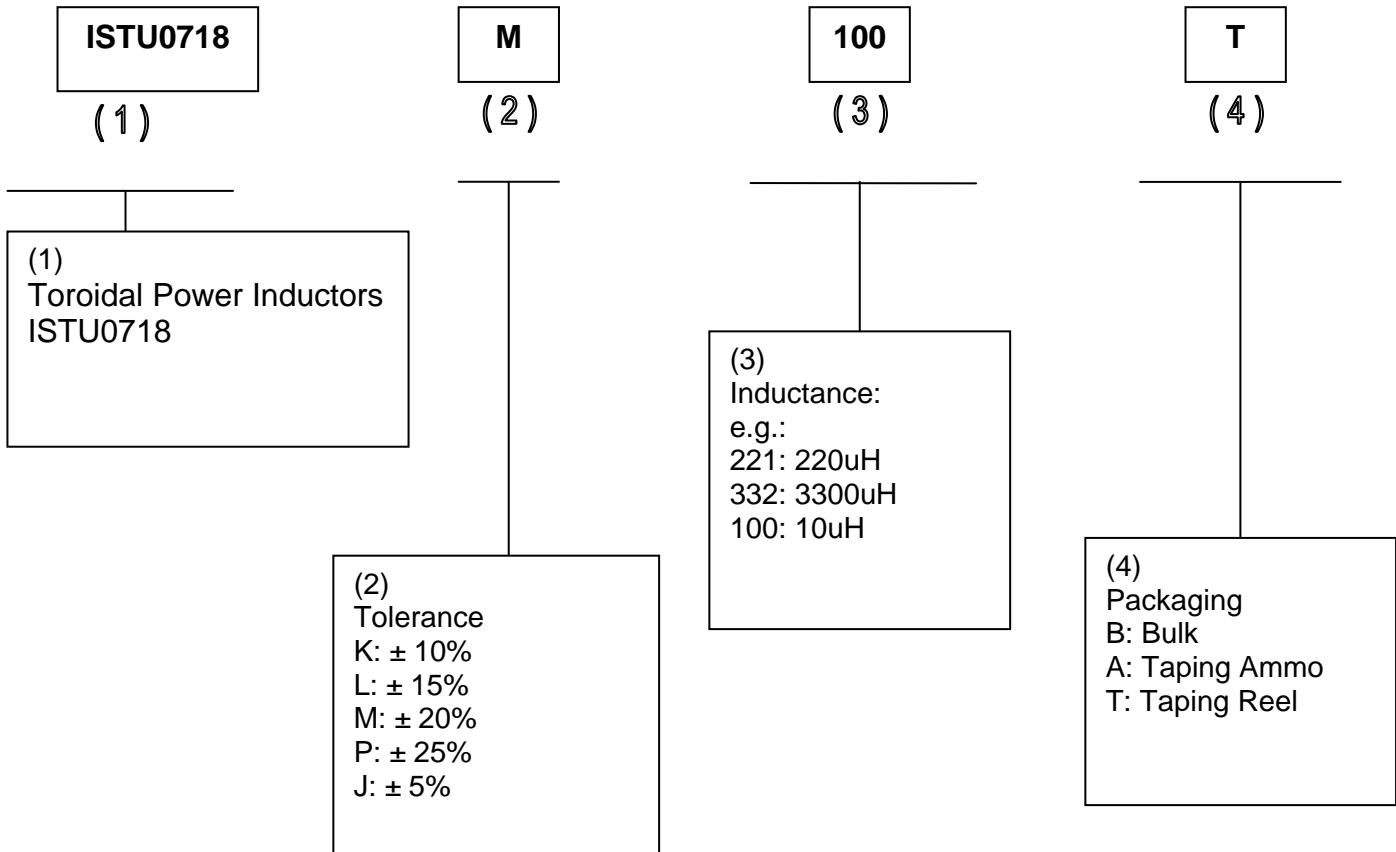 ISTU0718 M 100 T
(1) (2) (3) (4)
(1)
Toroidal Power Inductors
ISTU0718
(2)
Tolerance
K: ± 10%
L: ± 15%
M: ± 20%
P: ± 25%
J: ± 5%
(3)
Inductance:
e.g.:
221: 220uH
332: 3300uH
100: 10uH
(4)
Packaging
B: Bulk
A: Taping Ammo
T: Taping Reel